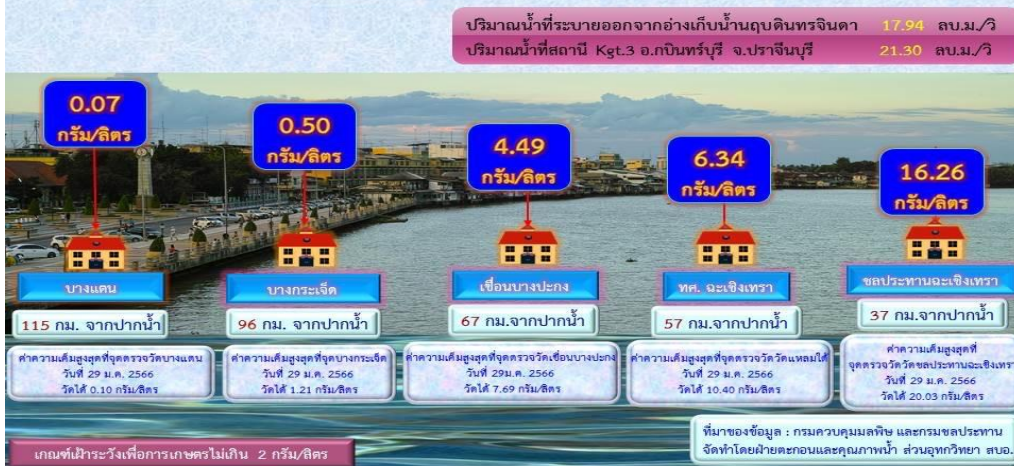 ปริมาณน้ำที่ระบายออกจากอ่างเก็บน้ำนฤบดินทรจินดา 17.94 ลบ.ม./วิ
ปริมาณน้ำที่สถานี Kgt.3 อ.กบินทร์บุรี จ.ปราจีนบุรี 21.30 ลบ.ม./วิ
0.07
กรัม/ลิตร
0.50
กรัม/ลิตร
4.49
กรัม/ลิตร
6.34
กรัม/ลิตร
16.26
กรัม/ลิตร
บางแตน
บางกระเจ็ด
เขื่อนบางปะกง
ทศ. ฉะเชิงเทรา
ชลประทานฉะเชิงเทรา
115 กม. จากปากน้ำ
96 กม. จากปากน้ำ
67 กม.จากปากน้ำ
57 กม.จากปากน้ำ
37 กม.จากปากน้ำ
ค่าความเค็มสูงสุดที่จุดตรวจวัดบางแตน
วันที่ 29 ม.ค. 2566
วัดได้ 0.10 กรัม/ลิตร
ค่าความเค็มสูงสุดที่จุดบางกระเจ็ด
วันที่ 29 ม.ค. 2566
วัดได้ 1.21 กรัม/ลิตร
ค่าความเค็มสูงสุดที่จุดตรวจวัดเขื่อนบางปะกง
วันที่ 29ม.ค. 2566
วัดได้ 7.69 กรัม/ลิตร
ค่าความเค็มสูงสุดที่จุดตรวจวัดวัดแหลมใต้
วันที่ 29 ม.ค. 2566
วัดได้ 10.40 กรัม/ลิตร
ค่าความเค็มสูงสุดที่
จุดตรวจวัดวัดชลประทานฉะเชิงเทรา
วันที่ 29 ม.ค. 2566
วัดได้ 20.03 กรัม/ลิตร
เกณฑ์เฝ้าระวังเพื่อการเกษตรไม่เกิน 2 กรัม/ลิตร
ที่มาของข้อมูล : กรมควบคุมมลพิษ และกรมชลประทาน
จัดทำโดยฝ่ายตะกอนและคุณภาพน้ำ ส่วนอุทกวิทยา สบอ.